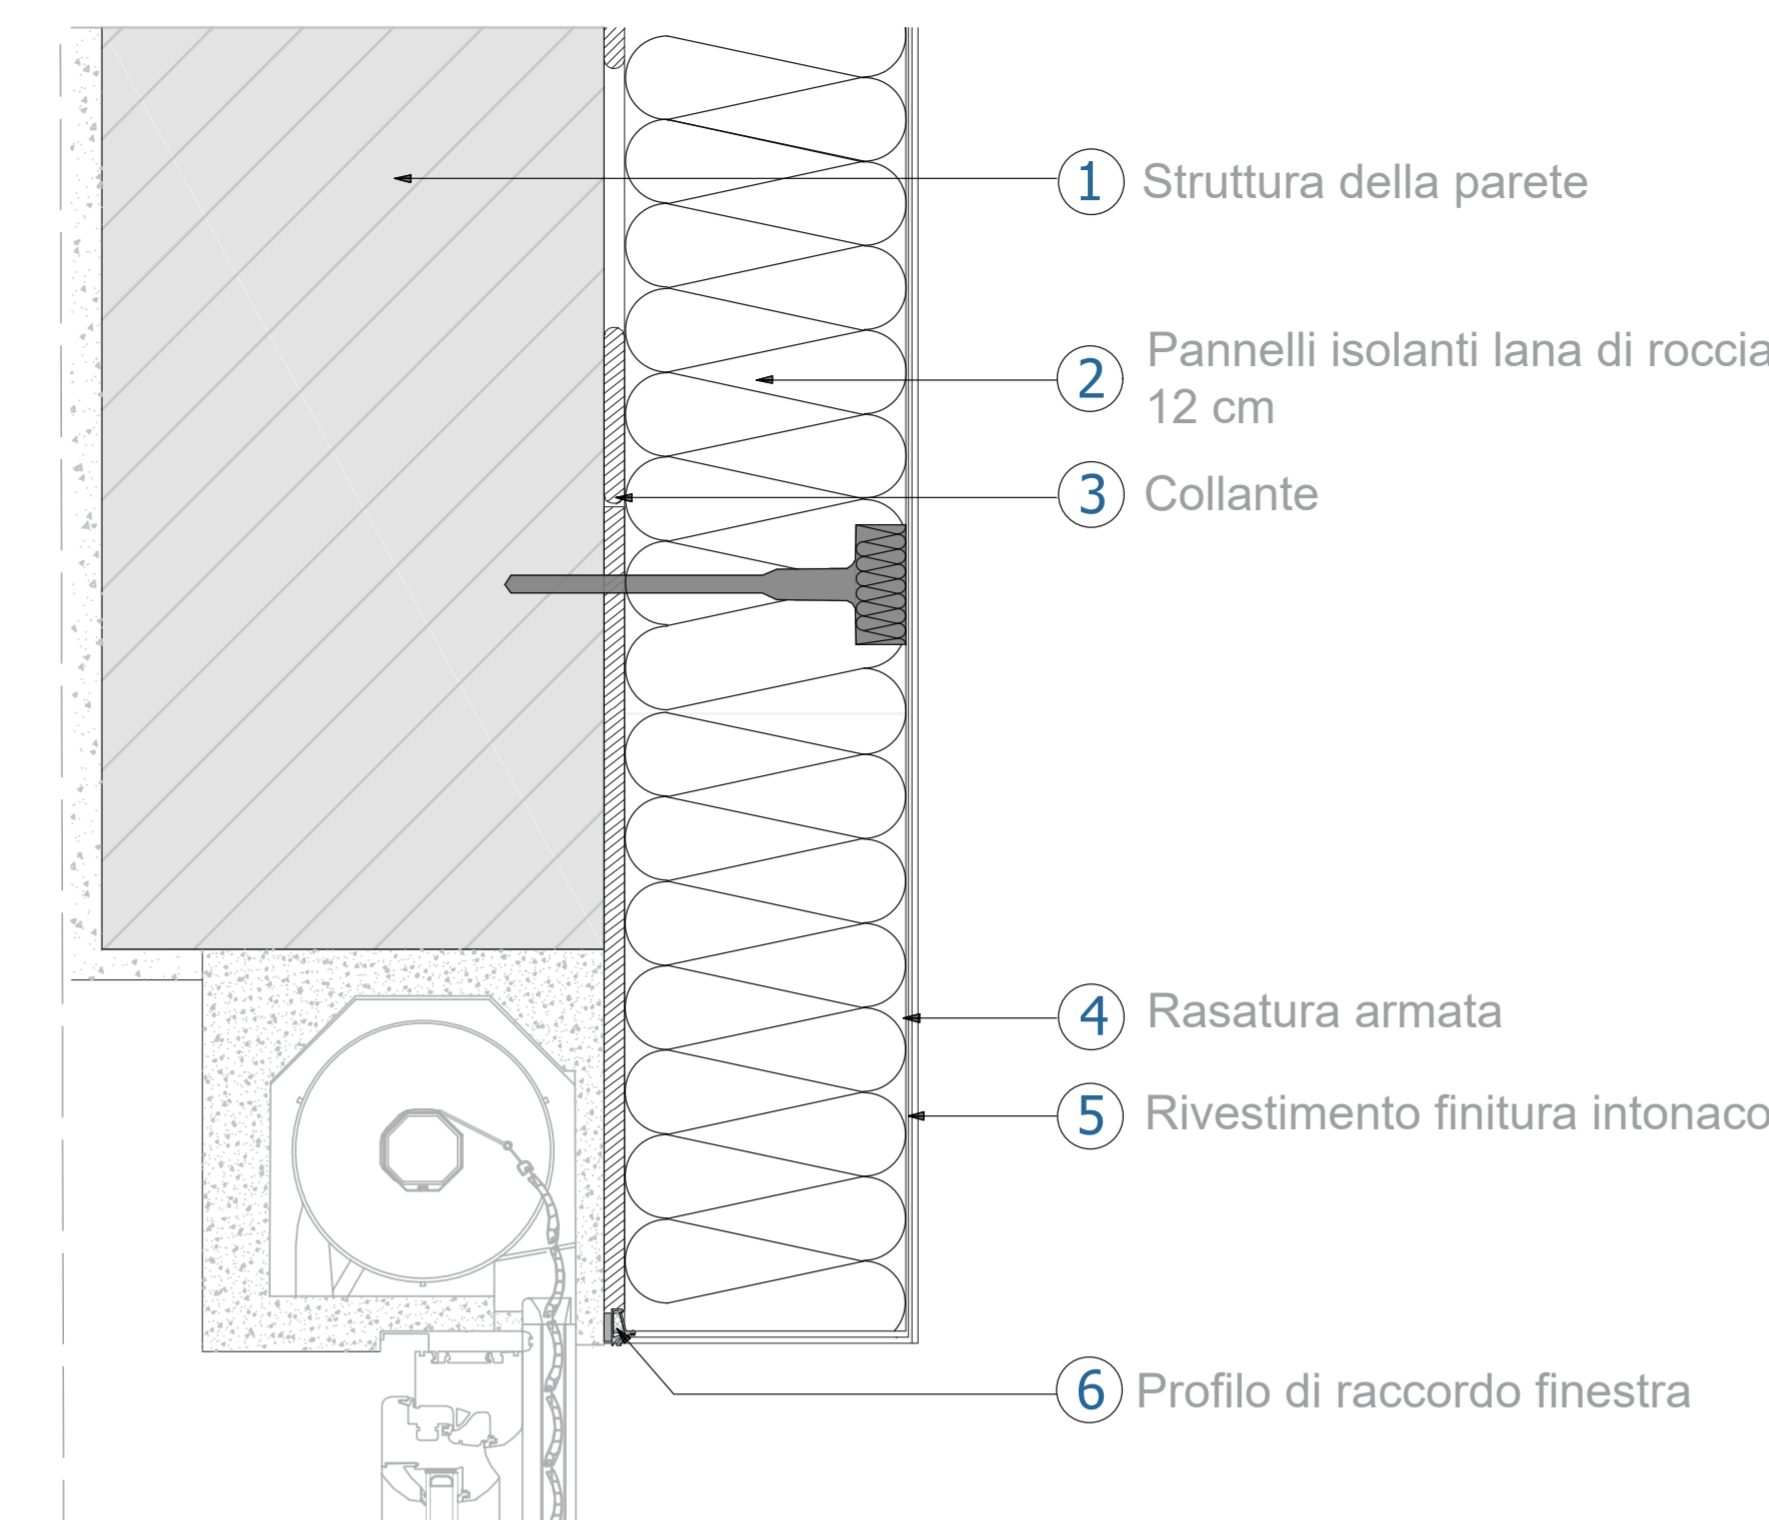 1 Struttura della parete
2 Pannelli isolanti lana di roccia
12 cm
3 Collante
4 Rasatura armata
5 Rivestimento finitura intonaco
6 Profilo di raccordo finestra